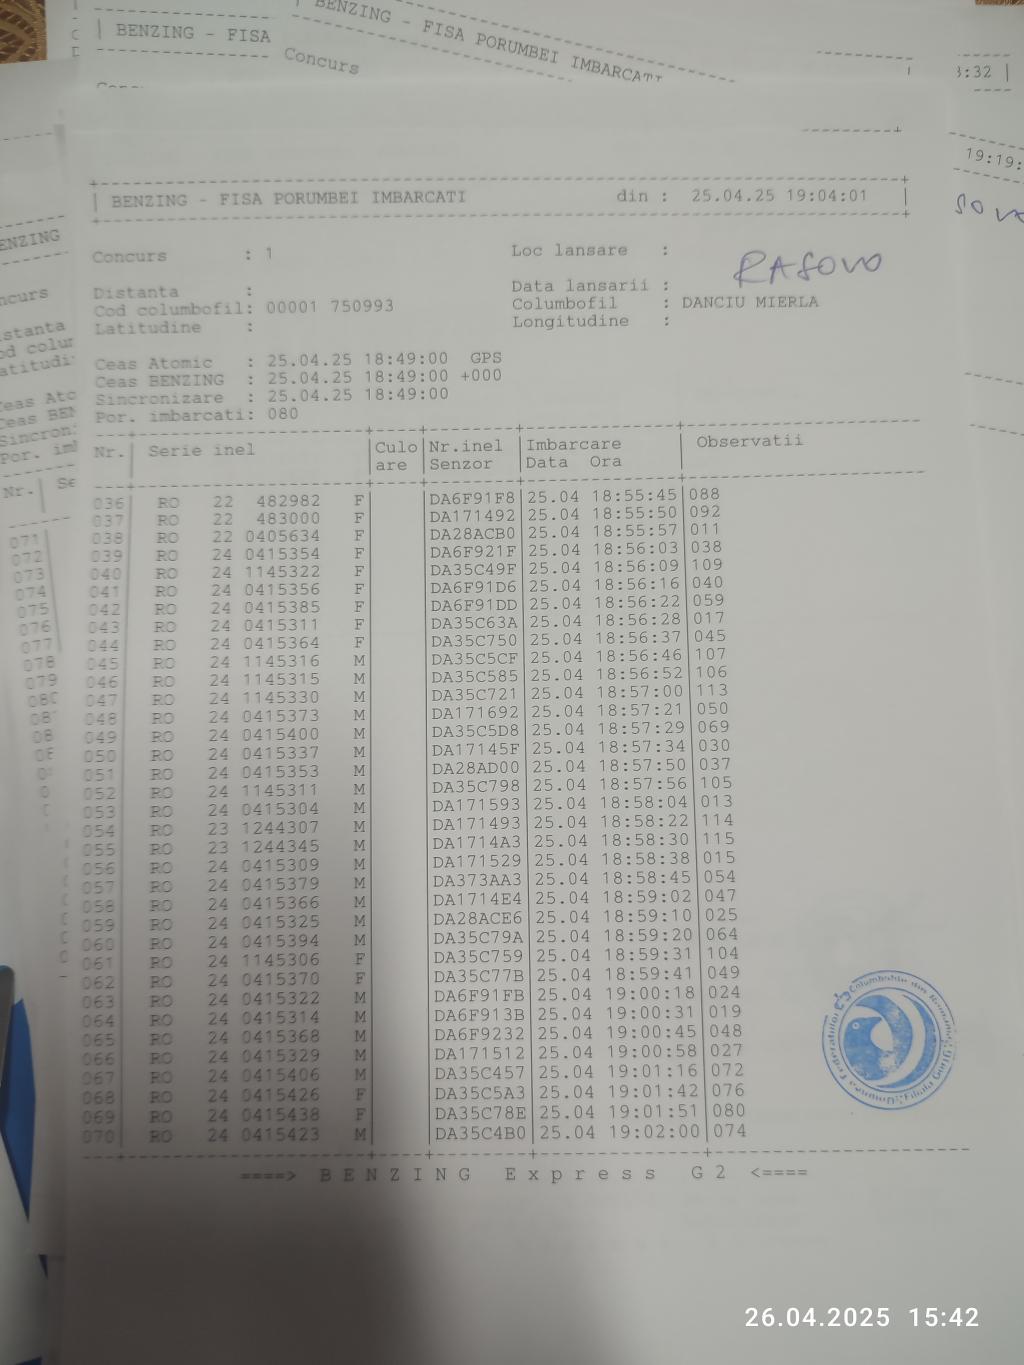 BENZING - FISA PORUMBEI IMBARCATI
| BENZING - FISA
Concurs
3:32 |
19:19:
| BENZING - FISA PORUMBEI IMBARCATI din : 25.04.25 19:04:01 |
Concurs : 1 Loc lansare :
RASOVO
Distanta : Data lansarii :
Cod columbofil: 00001 750993 Columbofil : DANCIU MIERLA
Latitudine : Longitudine :
Ceas Atomic : 25.04.25 18:49:00 GPS
Ceas BENZING : 25.04.25 18:49:00 +000
Sincronizare : 25.04.25 18:49:00
Por. imbarcati: 080
Nr.| Serie inel |Culo|Nr.inel |Imbarcare | Observatii
|are |Senzor |Data Ora |
036| RO 22 482982 F| |DA6F91F8|25.04 18:55:45|088
037| RO 22 483000 F| |DA171492|25.04 18:55:50|092
038| RO 22 0405634 F| |DA28ACB0|25.04 18:55:57|011
039| RO 24 0415354 F| |DA6F921F|25.04 18:56:03|038
040| RO 24 1145322 F| |DA35C49F|25.04 18:56:09|109
041| RO 24 0415356 F| |DA6F91D6|25.04 18:56:16|040
042| RO 24 0415385 F| |DA6F91DD|25.04 18:56:22|059
043| RO 24 0415311 F| |DA35C63A|25.04 18:56:28|017
044| RO 24 0415364 F| |DA35C750|25.04 18:56:37|045
045| RO 24 1145316 M| |DA35C5CF|25.04 18:56:46|107
046| RO 24 1145315 M| |DA35C585|25.04 18:56:52|106
047| RO 24 1145330 M| |DA35C721|25.04 18:57:00|113
048| RO 24 0415373 M| |DA171692|25.04 18:57:21|050
049| RO 24 0415400 M| |DA35C5D8|25.04 18:57:29|069
050| RO 24 0415337 M| |DA17145F|25.04 18:57:34|030
051| RO 24 0415353 M| |DA28AD00|25.04 18:57:50|037
052| RO 24 1145311 M| |DA35C798|25.04 18:57:56|105
053| RO 24 0415304 M| |DA171593|25.04 18:58:04|013
054| RO 23 1244307 M| |DA171493|25.04 18:58:22|114
055| RO 23 1244345 M| |DA1714A3|25.04 18:58:30|115
056| RO 24 0415309 M| |DA171529|25.04 18:58:38|015
057| RO 24 0415379 M| |DA373AA3|25.04 18:58:45|054
058| RO 24 0415366 M| |DA1714E4|25.04 18:59:02|047
059| RO 24 0415325 M| |DA28ACE6|25.04 18:59:10|025
060| RO 24 0415394 M| |DA35C79A|25.04 18:59:20|064
061| RO 24 1145306 F| |DA35C759|25.04 18:59:31|104
062| RO 24 0415370 F| |DA35C77B|25.04 18:59:41|049
063| RO 24 0415322 M| |DA6F91FB|25.04 19:00:18|024
064| RO 24 0415314 M| |DA6F913B|25.04 19:00:31|019
065| RO 24 0415368 M| |DA6F9232|25.04 19:00:45|048
066| RO 24 0415329 M| |DA171512|25.04 19:00:58|027
067| RO 24 0415406 M| |DA35C457|25.04 19:01:16|072
068| RO 24 0415426 F| |DA35C5A3|25.04 19:01:42|076
069| RO 24 0415438 F| |DA35C78E|25.04 19:01:51|080
070| RO 24 0415423 M| |DA35C4B0|25.04 19:02:00|074
====> B E N Z I N G E x p r e s s G 2 <====
26.04.2025 15:42